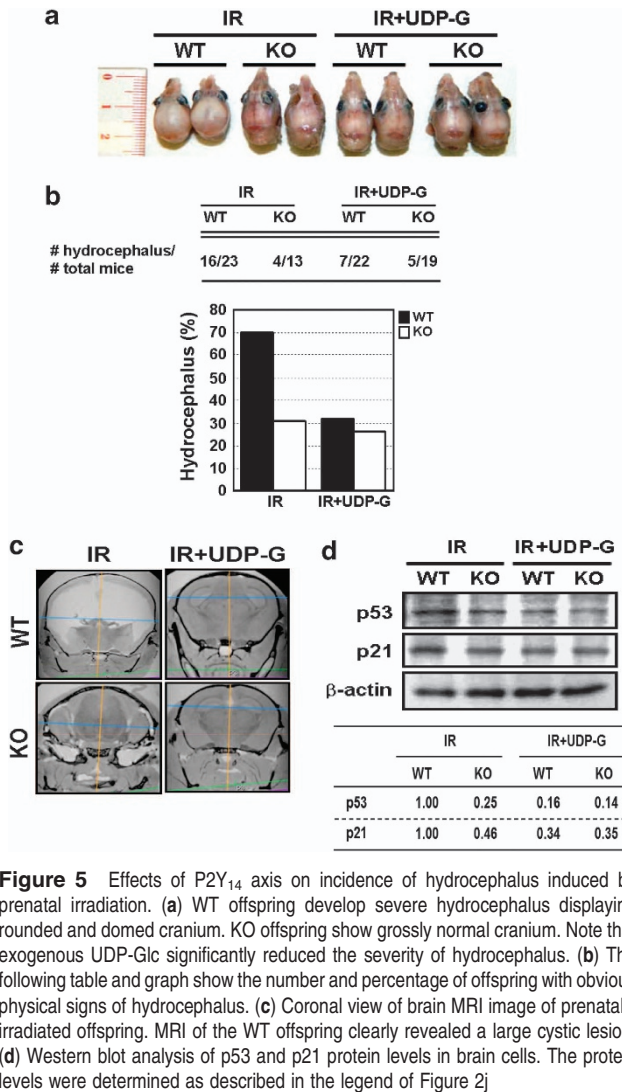 a
IR IR+UDP-G
WT KO WT KO
0 1 2
b
IR IR+UDP-G
WT KO WT KO
# hydrocephalus/
# total mice
16/23 4/13 7/22 5/19
Hydrocephalus (%)
80
70
60
50
40
30
20
10
0
WT
KO
IR IR+UDP-G
c
IR IR+UDP-G
WT
KO
d
IR IR+UDP-G
WT KO WT KO
p53
p21
β-actin
IR IR+UDP-G
WT KO WT KO
p53 1.00 0.25 0.16 0.14
p21 1.00 0.46 0.34 0.35
Figure 5 Effects of P2Y14 axis on incidence of hydrocephalus induced b
prenatal irradiation. (a) WT offspring develop severe hydrocephalus displayin
rounded and domed cranium. KO offspring show grossly normal cranium. Note th
exogenous UDP-Glc significantly reduced the severity of hydrocephalus. (b) Th
following table and graph show the number and percentage of offspring with obviou
physical signs of hydrocephalus. (c) Coronal view of brain MRI image of prenatal
irradiated offspring. MRI of the WT offspring clearly revealed a large cystic lesio
(d) Western blot analysis of p53 and p21 protein levels in brain cells. The prote
levels were determined as described in the legend of Figure 2j